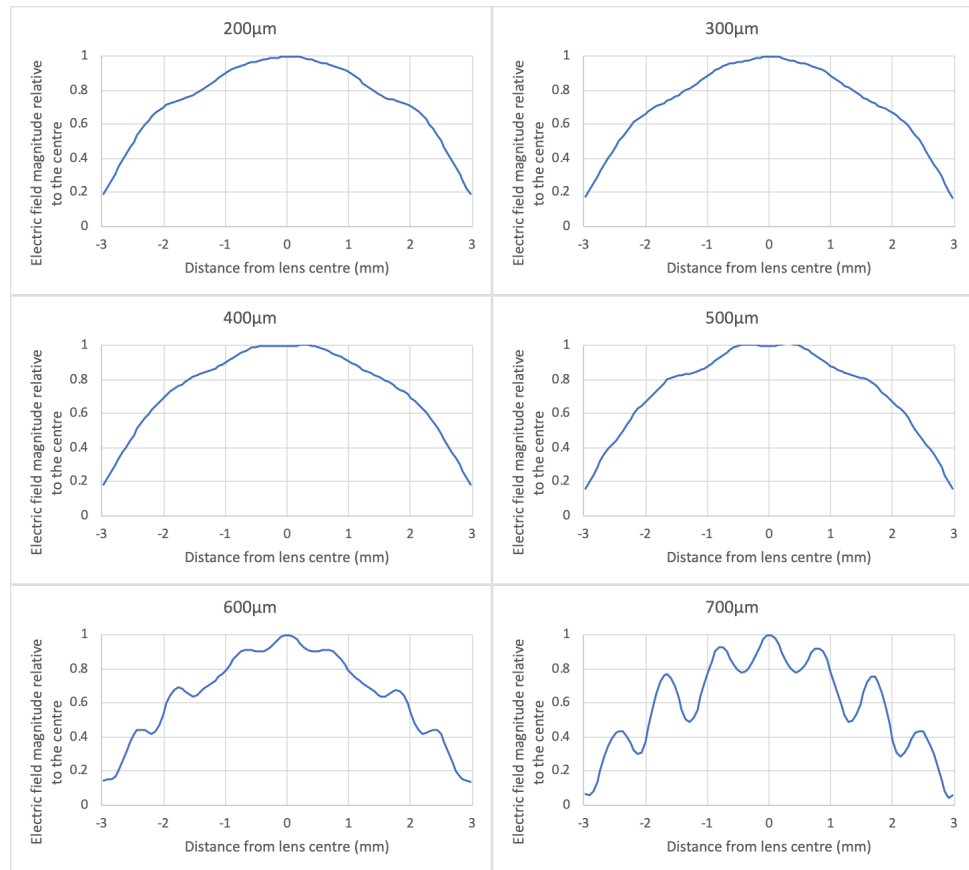 200μm
Electric field magnitude relative
to the centre
1
0.8
0.6
0.4
0.2
0
-3 -2 -1 0 1 2 3
Distance from lens centre (mm)
300μm
Electric field magnitude relative
to the centre
1
0.8
0.6
0.4
0.2
0
-3 -2 -1 0 1 2 3
Distance from lens centre (mm)
400μm
Electric field magnitude relative
to the centre
1
0.8
0.6
0.4
0.2
0
-3 -2 -1 0 1 2 3
Distance from lens centre (mm)
500μm
Electric field magnitude relative
to the centre
1
0.8
0.6
0.4
0.2
0
-3 -2 -1 0 1 2 3
Distance from lens centre (mm)
600μm
Electric field magnitude relative
to the centre
1
0.8
0.6
0.4
0.2
0
-3 -2 -1 0 1 2 3
Distance from lens centre (mm)
700μm
Electric field magnitude relative
to the centre
1
0.8
0.6
0.4
0.2
0
-3 -2 -1 0 1 2 3
Distance from lens centre (mm)